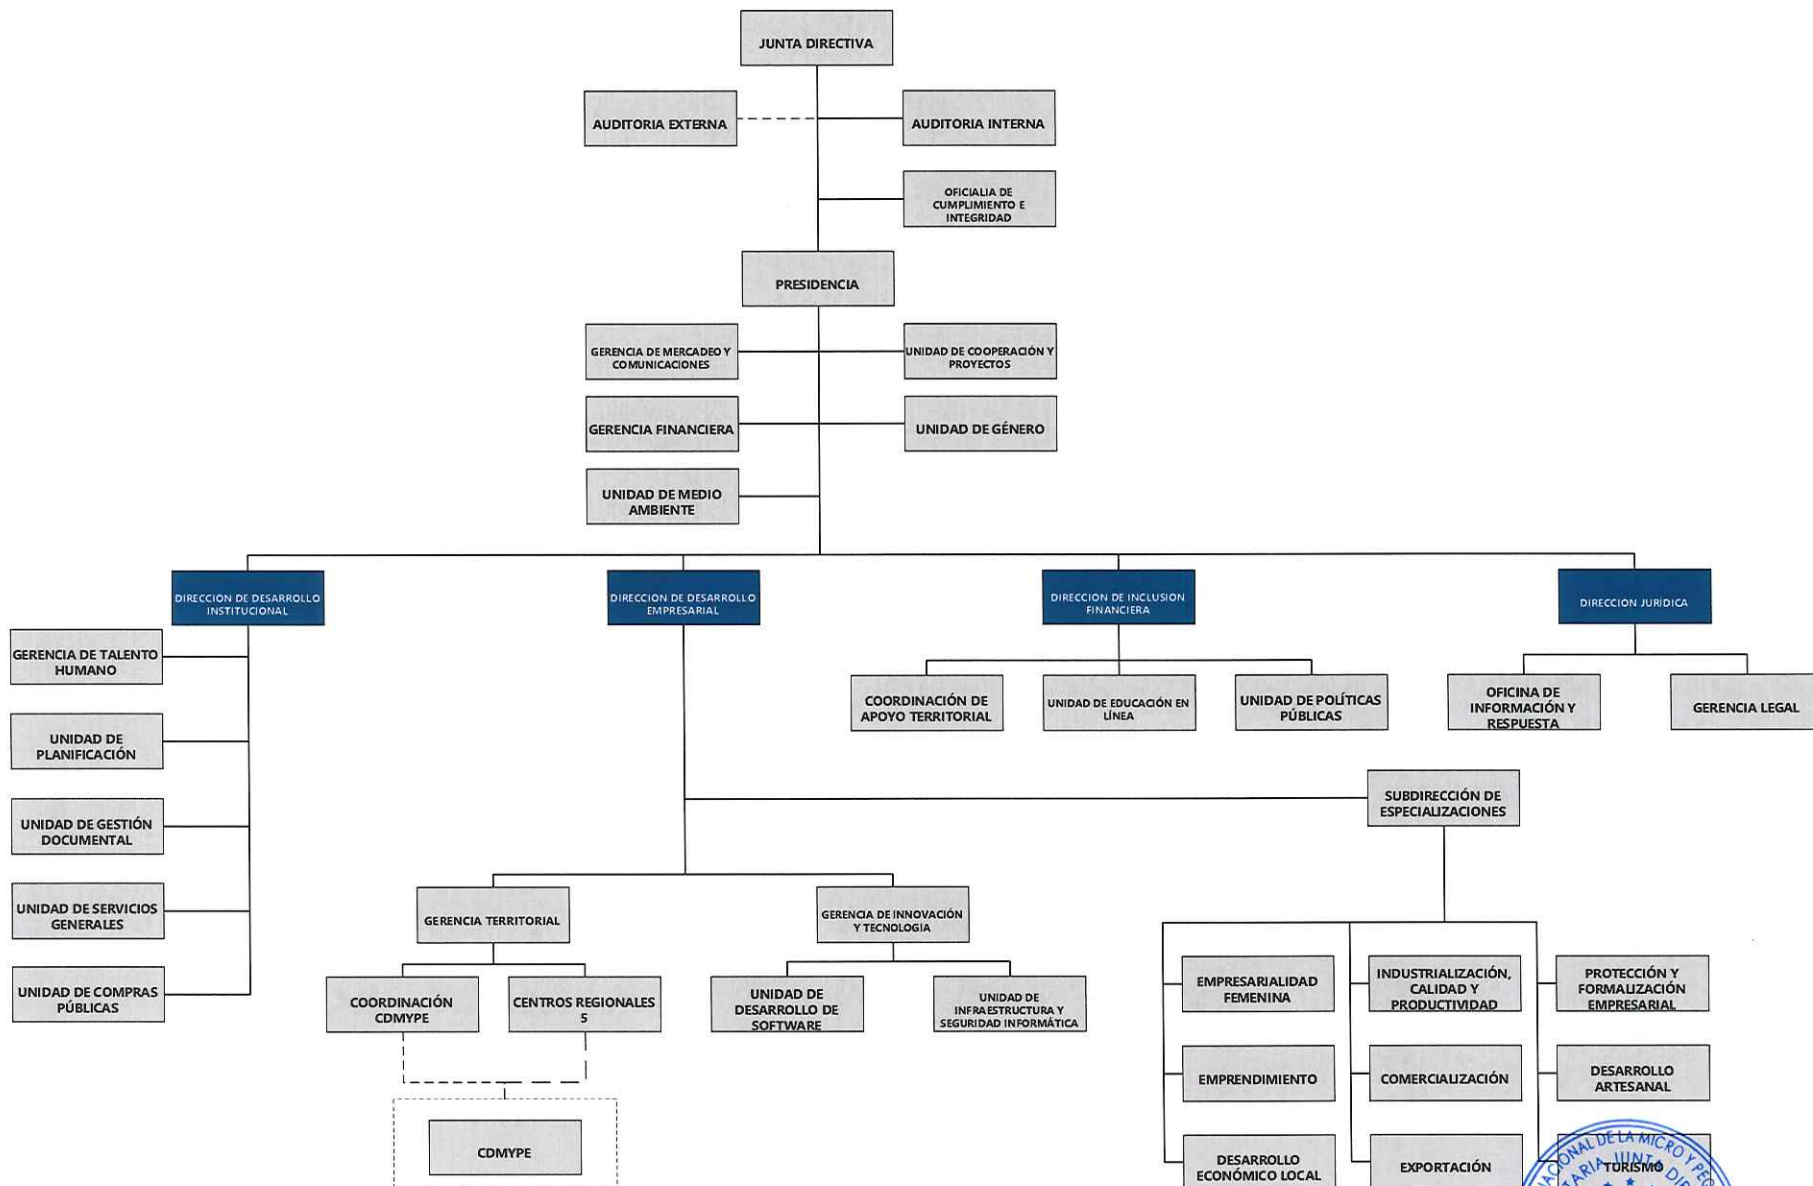 JUNTA DIRECTIVA
AUDITORIA EXTERNA
AUDITORIA INTERNA
OFICIALIA DE
CUMPLIMIENTO E
INTEGRIDAD
PRESIDENCIA
GERENCIA DE MERCADEO Y
COMUNICACIONES
UNIDAD DE COOPERACIÓN Y
PROYECTOS
GERENCIA FINANCIERA
UNIDAD DE GÉNERO
UNIDAD DE MEDIO
AMBIENTE
DIRECCION DE DESARROLLO
INSTITUCIONAL
DIRECCION DE DESARROLLO
EMPRESARIAL
DIRECCION DE INCLUSION
FINANCIERA
DIRECCION JURÍDICA
GERENCIA DE TALENTO
HUMANO
UNIDAD DE
PLANIFICACIÓN
UNIDAD DE GESTIÓN
DOCUMENTAL
UNIDAD DE SERVICIOS
GENERALES
UNIDAD DE COMPRAS
PÚBLICAS
COORDINACIÓN DE
APOYO TERRITORIAL
UNIDAD DE EDUCACIÓN EN
LÍNEA
UNIDAD DE POLÍTICAS
PÚBLICAS
OFICINA DE
INFORMACIÓN Y
RESPUESTA
GERENCIA LEGAL
SUBDIRECCIÓN DE
ESPECIALIZACIONES
GERENCIA TERRITORIAL
GERENCIA DE INNOVACIÓN
Y TECNOLOGIA
COORDINACIÓN
CDMYPE
CENTROS REGIONALES
5
UNIDAD DE
DESARROLLO DE
SOFTWARE
UNIDAD DE
INFRAESTRUCTURA Y
SEGURIDAD INFORMÁTICA
CDMYPE
EMPRESARIALIDAD
FEMENINA
INDUSTRIALIZACIÓN,
CALIDAD Y
PRODUCTIVIDAD
PROTECCIÓN Y
FORMALIZACIÓN
EMPRESARIAL
EMPRENDIMIENTO
COMERCIALIZACIÓN
DESARROLLO
ARTESANAL
DESARROLLO
ECONÓMICO LOCAL
EXPORTACIÓN
TURISMO
NACIONAL DE LA MICRO Y
JUNTA